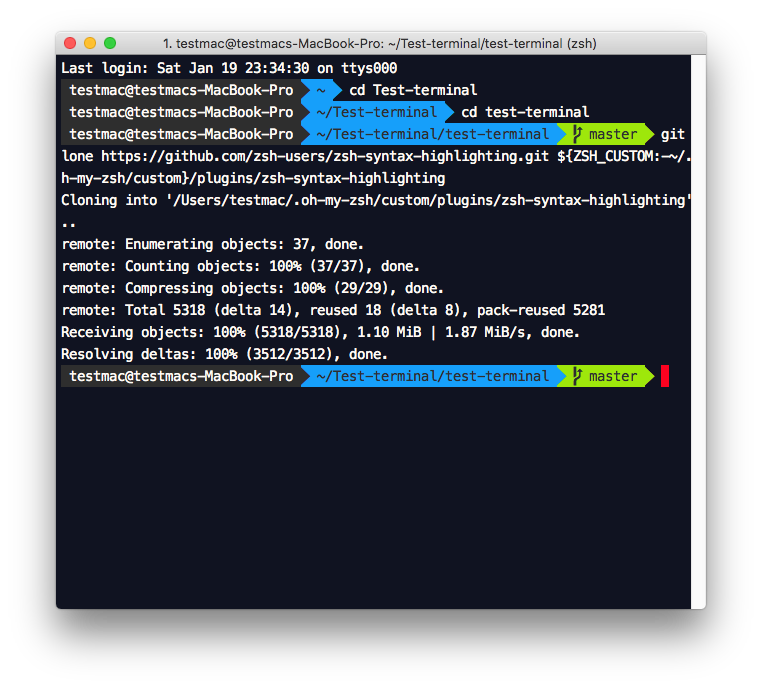 1. testmac@testmacs-MacBook-Pro: ~/Test-terminal/test-terminal (zsh)
Last login: Sat Jan 19 23:34:30 on ttys000
testmac@testmacs-MacBook-Pro ~ cd Test-terminal
testmac@testmacs-MacBook-Pro ~/Test-terminal cd test-terminal
testmac@testmacs-MacBook-Pro ~/Test-terminal/test-terminal master git
lone https://github.com/zsh-users/zsh-syntax-highlighting.git ${ZSH_CUSTOM:-~/.
h-my-zsh/custom}/plugins/zsh-syntax-highlighting
Cloning into '/Users/testmac/.oh-my-zsh/custom/plugins/zsh-syntax-highlighting'
..
remote: Enumerating objects: 37, done.
remote: Counting objects: 100% (37/37), done.
remote: Compressing objects: 100% (29/29), done.
remote: Total 5318 (delta 14), reused 18 (delta 8), pack-reused 5281
Receiving objects: 100% (5318/5318), 1.10 MiB | 1.87 MiB/s, done.
Resolving deltas: 100% (3512/3512), done.
testmac@testmacs-MacBook-Pro ~/Test-terminal/test-terminal master